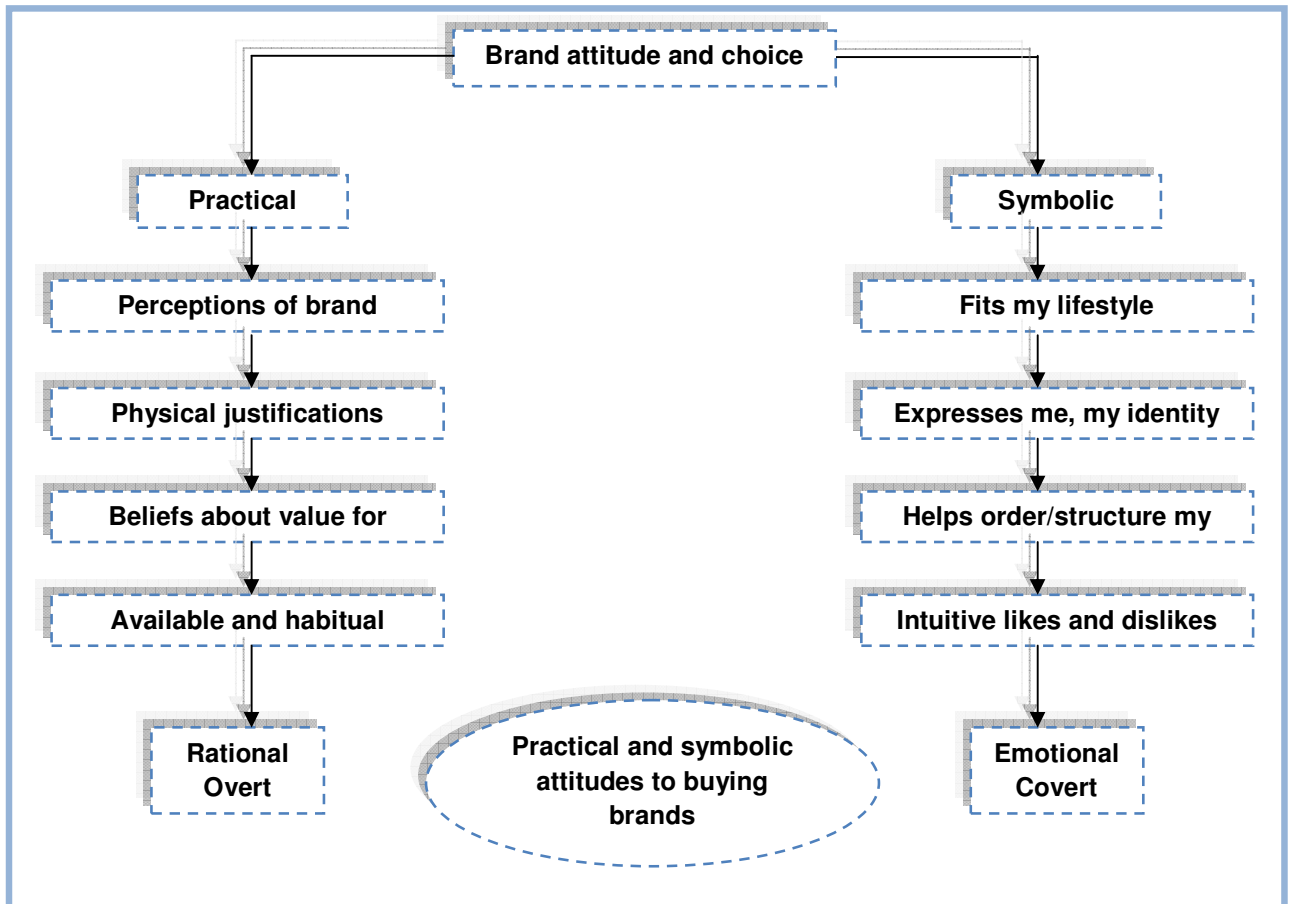 Brand attitude and choice
Practical
Symbolic
Perceptions of brand
Fits my lifestyle
Physical justifications
Expresses me, my identity
Beliefs about value for
Helps order/structure my
Available and habitual
Intuitive likes and dislikes
Rational
Overt
Practical and symbolic
attitudes to buying
brands
Emotional
Covert